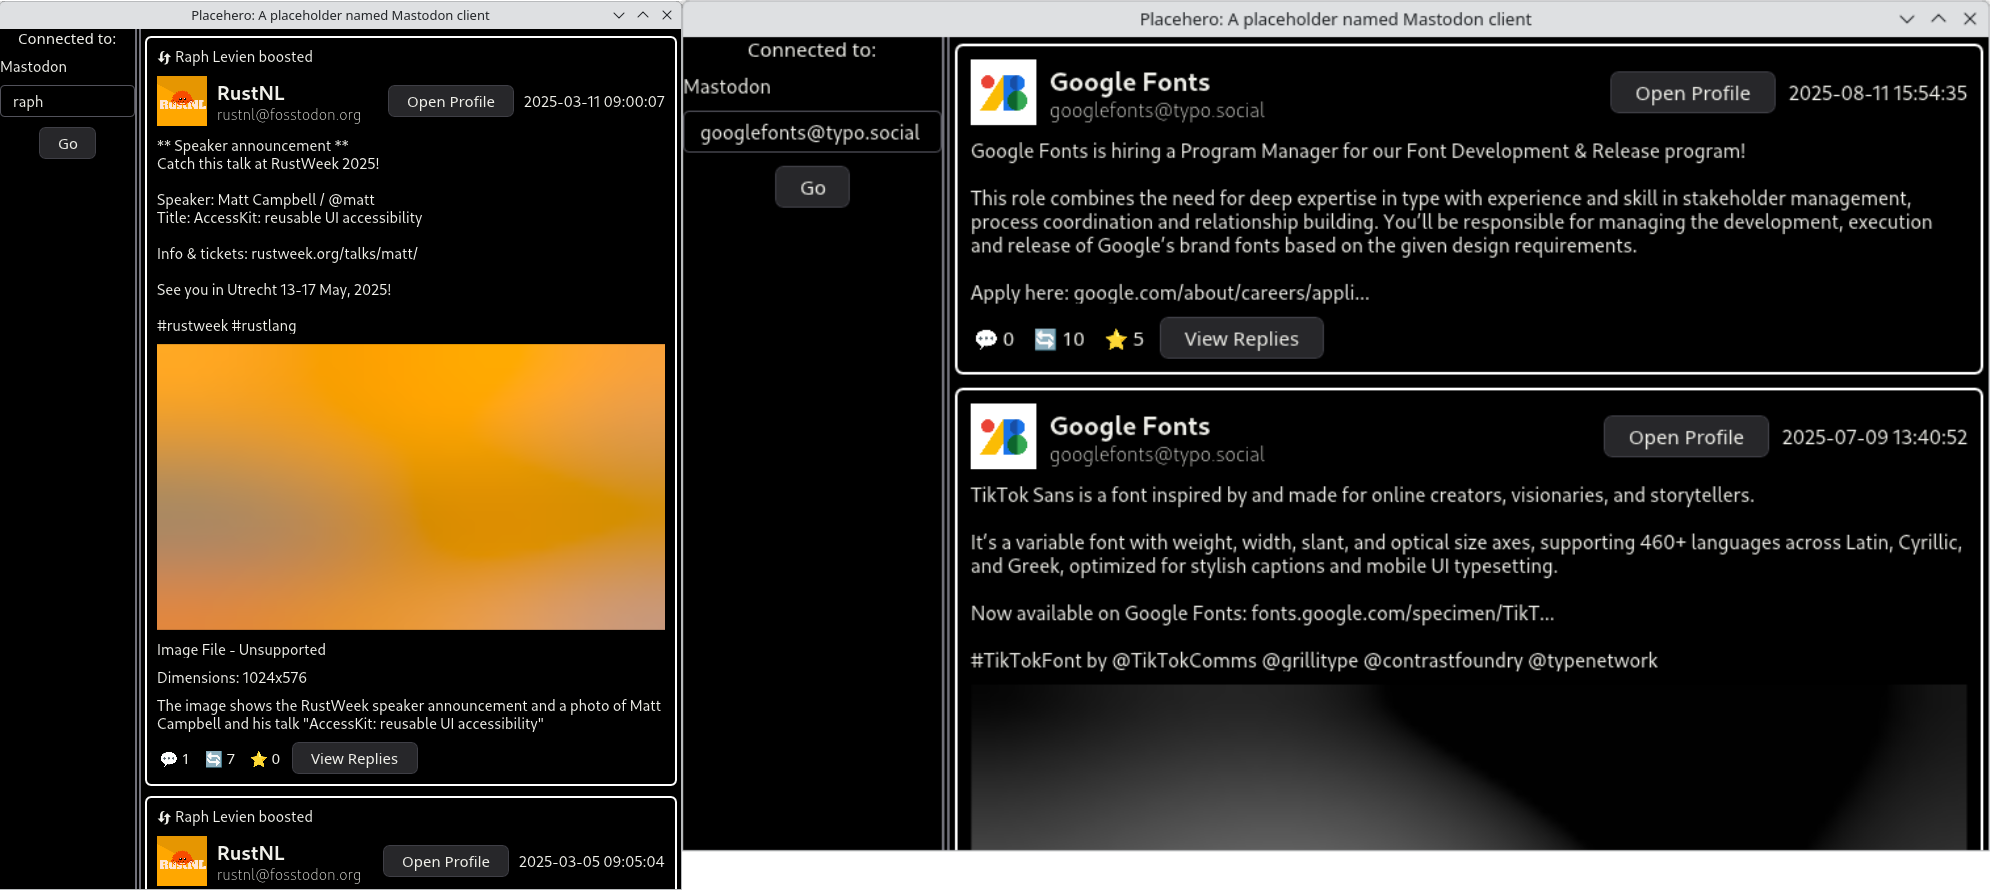 Placehero: A placeholder named Mastodon client
Connected to:
Mastodon
raph
Go
Raph Levien boosted
RustNL
RustNL
rustnl@fosstodon.org
Open Profile
2025-03-11 09:00:07
** Speaker announcement **
Catch this talk at RustWeek 2025!
Speaker: Matt Campbell / @matt
Title: AccessKit: reusable UI accessibility
Info & tickets: rustweek.org/talks/matt/
See you in Utrecht 13-17 May, 2025!
#rustweek #rustlang
Image File - Unsupported
Dimensions: 1024x576
The image shows the RustWeek speaker announcement and a photo of Matt
Campbell and his talk "AccessKit: reusable UI accessibility"
1
7
0
View Replies
Raph Levien boosted
RustNL
RustNL
rustnl@fosstodon.org
Open Profile
2025-03-05 09:05:04
Placehero: A placeholder named Mastodon client
Connected to:
Mastodon
googlefonts@typo.social
Go
Google Fonts
googlefonts@typo.social
Open Profile
2025-08-11 15:54:35
Google Fonts is hiring a Program Manager for our Font Development & Release program!
This role combines the need for deep expertise in type with experience and skill in stakeholder management,
process coordination and relationship building. You’ll be responsible for managing the development, execution
and release of Google’s brand fonts based on the given design requirements.
Apply here: google.com/about/careers/appli...
0
10
5
View Replies
Google Fonts
googlefonts@typo.social
Open Profile
2025-07-09 13:40:52
TikTok Sans is a font inspired by and made for online creators, visionaries, and storytellers.
It’s a variable font with weight, width, slant, and optical size axes, supporting 460+ languages across Latin, Cyrillic,
and Greek, optimized for stylish captions and mobile UI typesetting.
Now available on Google Fonts: fonts.google.com/specimen/TikT...
#TikTokFont by @TikTokComms @grillitype @contrastfoundry @typenetwork